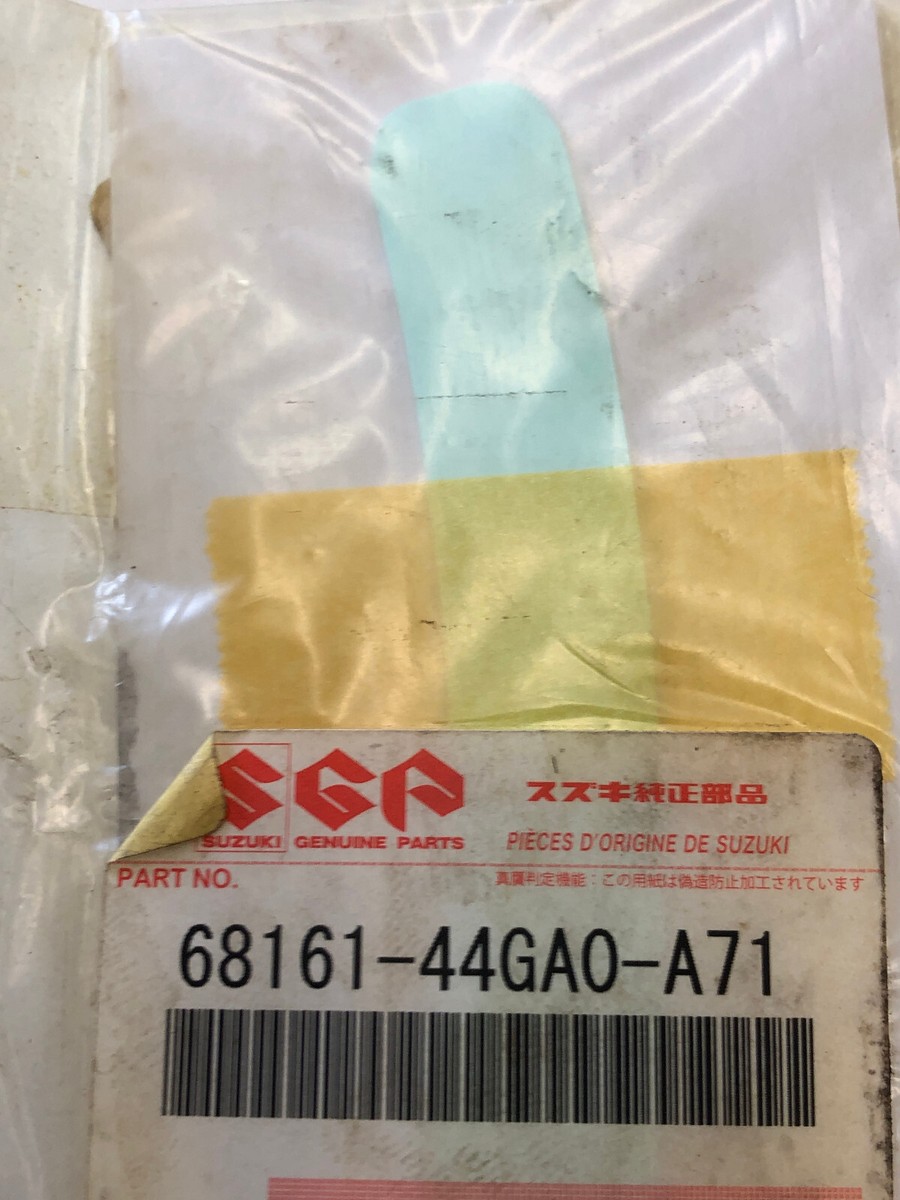 SGP
スズキ純正部品
SUZUKI GENUINE PARTS
PIÈCES D'ORIGINE DE SUZUKI
PART NO.
真贋判定機能：この用紙は偽造防止加工されています
68161-44GA0-A71